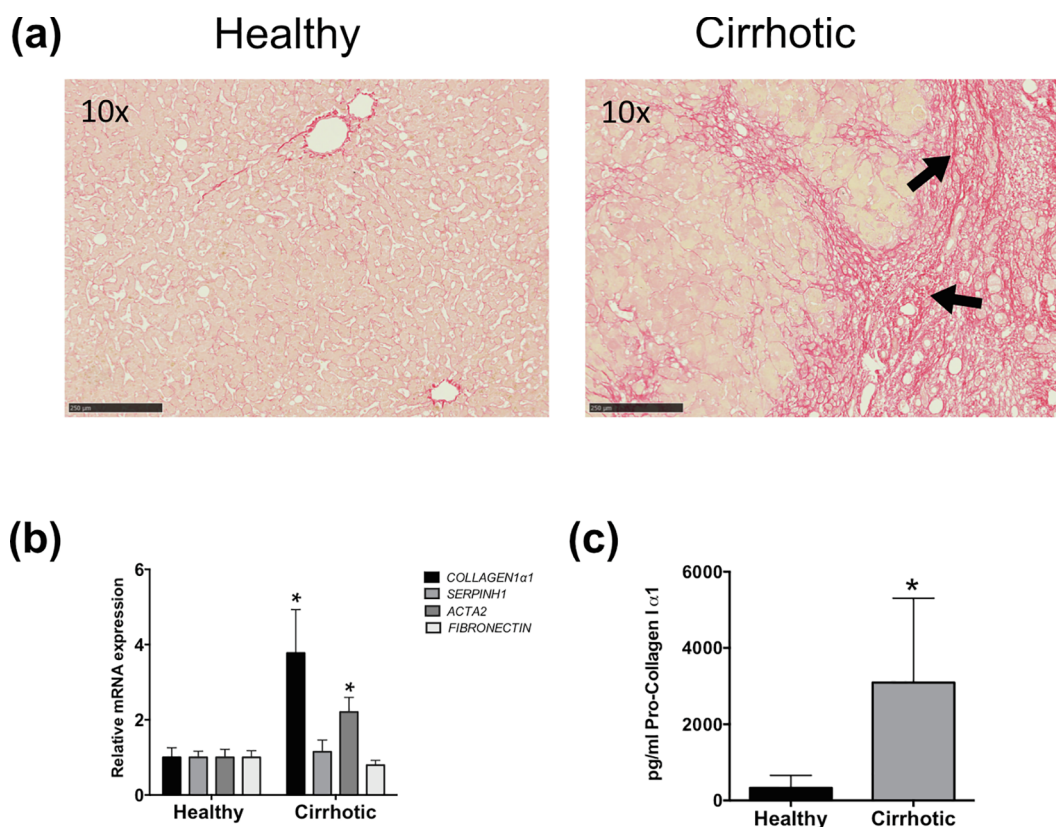 (a) Healthy Cirrhotic
10x 10x
250 µm 250 µm
(b) (c)
Relative mRNA expression
6
4
2
0
Healthy Cirrhotic
* *
COLLAGEN1α1
SERPINH1
ACTA2
FIBRONECTIN
pg/ml Pro-Collagen I α1
6000
4000
2000
0
*
Healthy Cirrhotic